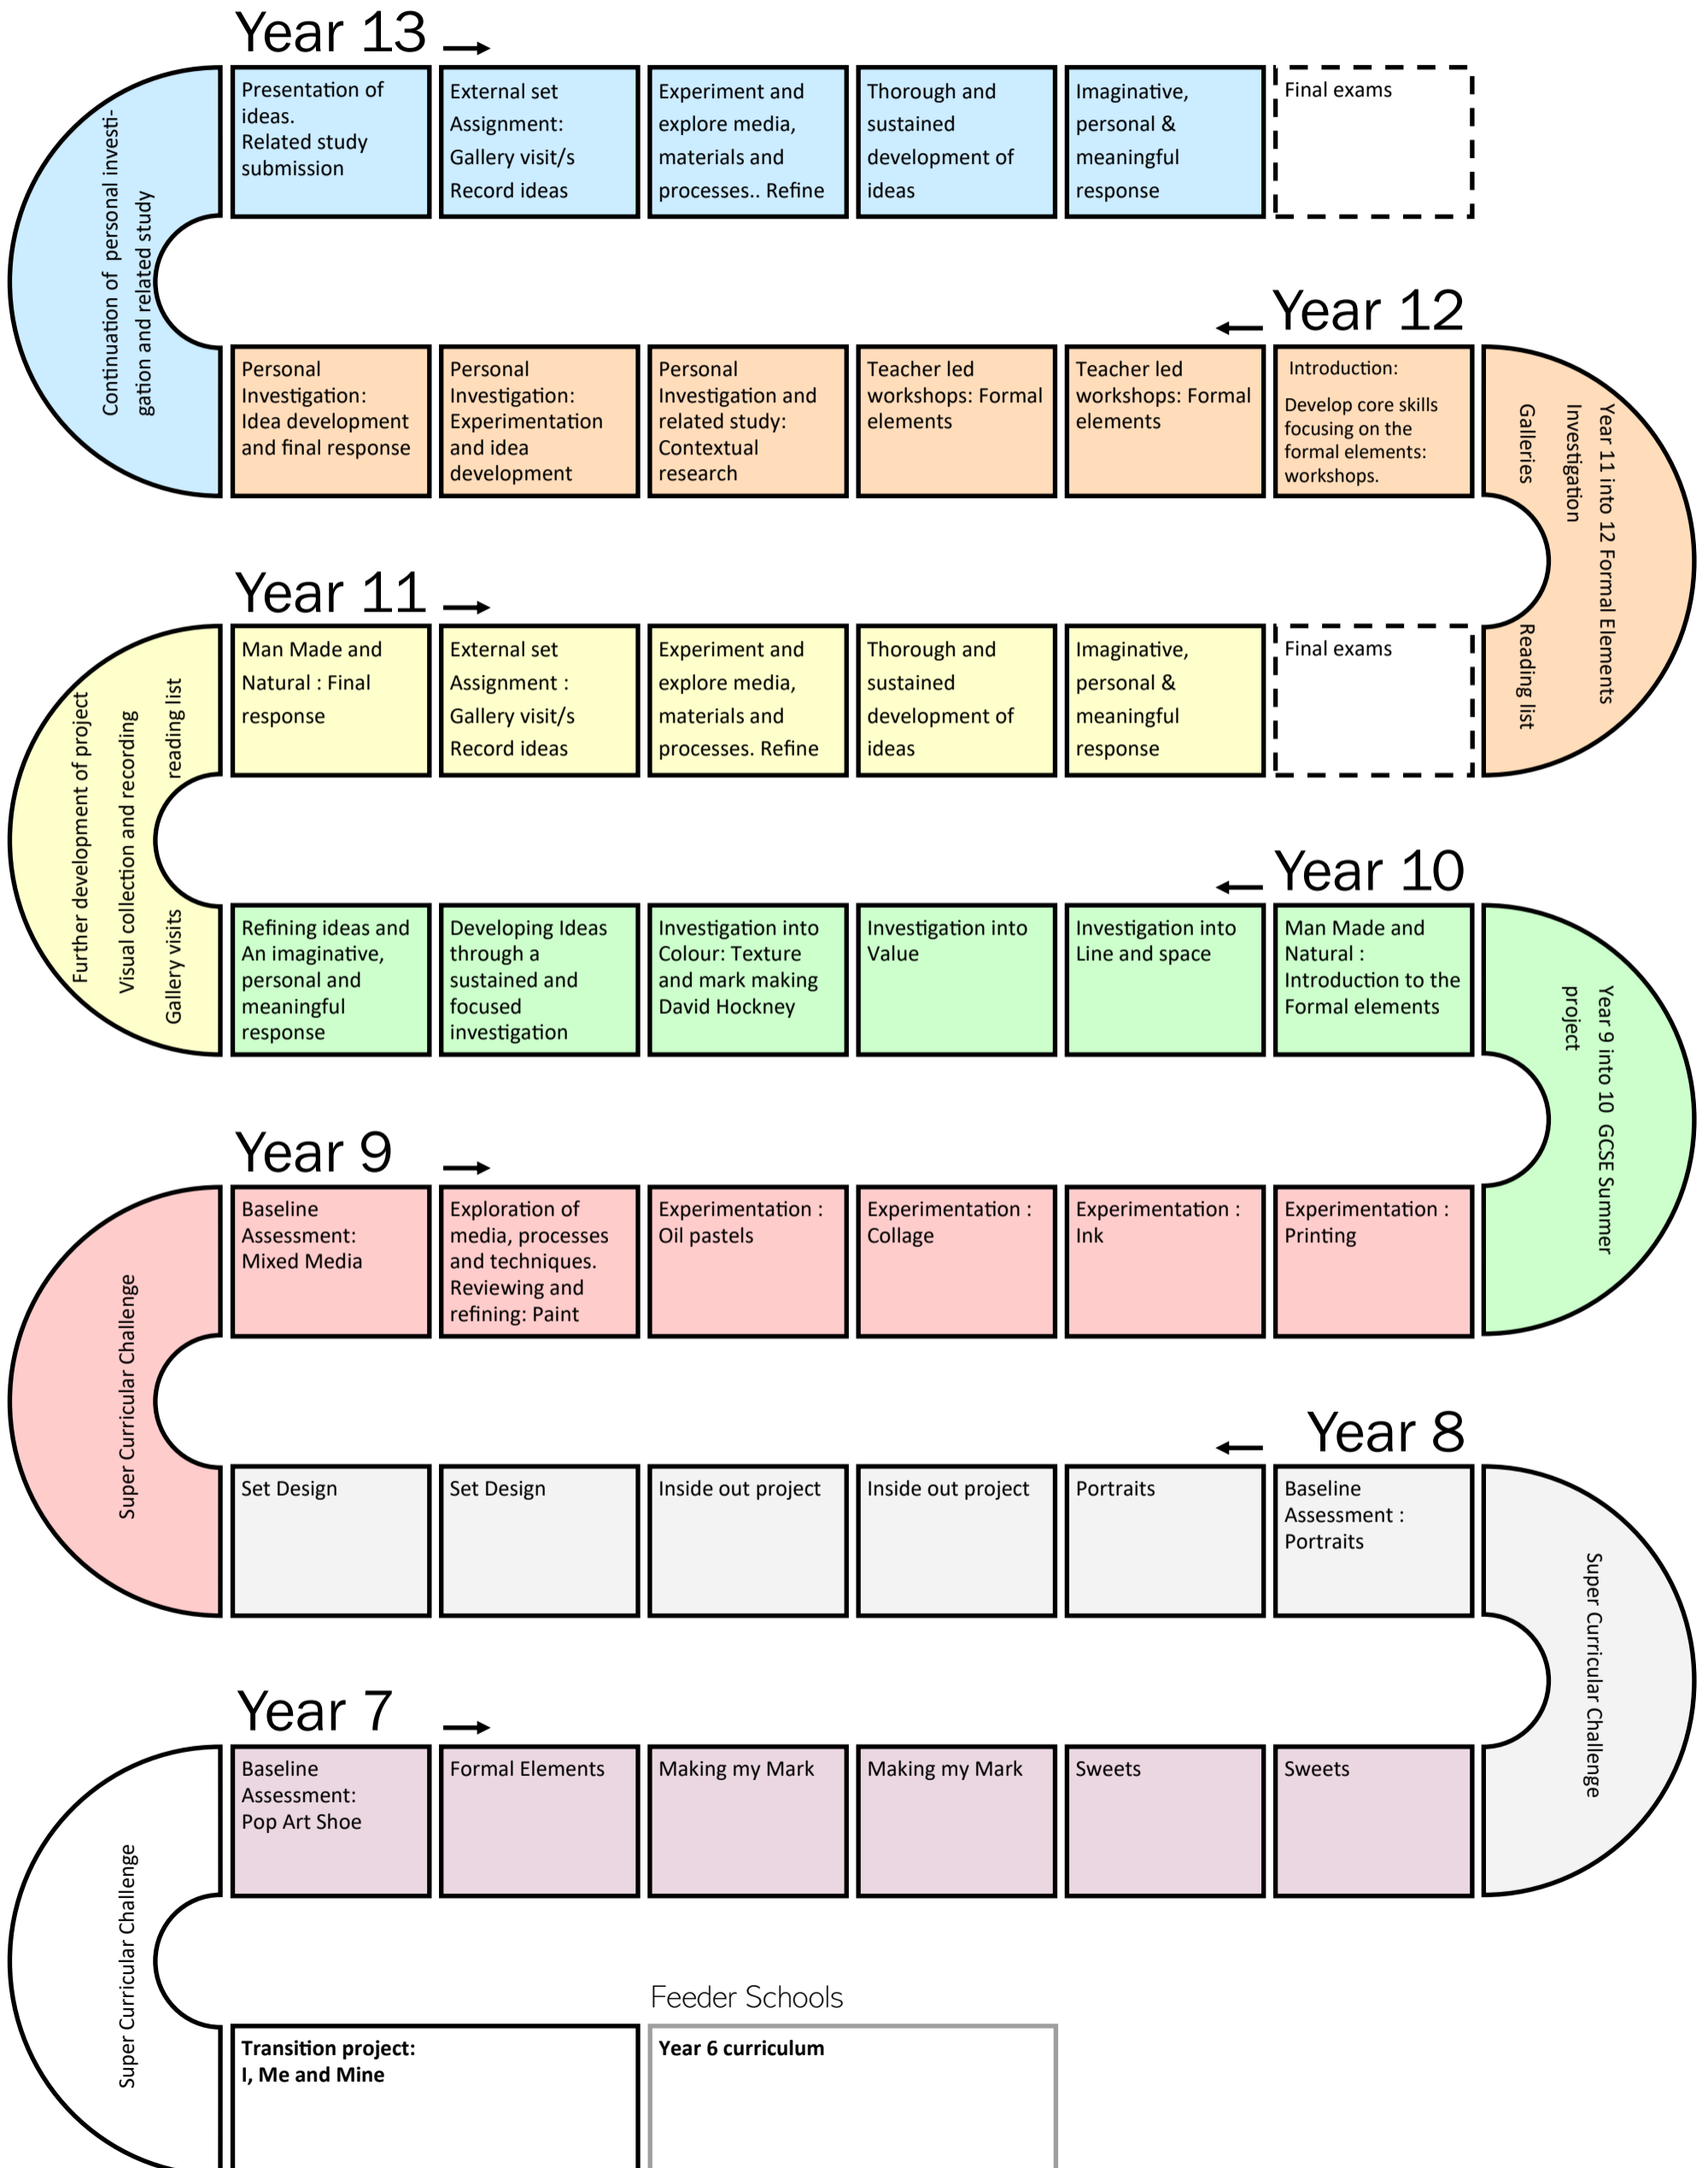 Year 13
Presentation of
ideas.
Related study
submission
External set
Assignment:
Gallery visit/s
Record ideas
Experiment and
explore media,
materials and
processes.. Refine
Thorough and
sustained
development of
ideas
Imaginative,
personal &
meaningful
response
Final exams
Continuation of personal investi-
gation and related study
Year 12
Personal
Investigation:
Idea development
and final response
Personal
Investigation:
Experimentation
and idea
development
Personal
Investigation and
related study:
Contextual
research
Teacher led
workshops: Formal
elements
Teacher led
workshops: Formal
elements
Introduction:
Develop core skills
focusing on the
formal elements:
workshops.
Year 11 into 12 Formal Elements
Investigation
Galleries
Reading list
Year 11
Man Made and
Natural : Final
response
External set
Assignment :
Gallery visit/s
Record ideas
Experiment and
explore media,
materials and
processes. Refine
Thorough and
sustained
development of
ideas
Imaginative,
personal &
meaningful
response
Final exams
Further development of project
Visual collection and recording
Gallery visits
reading list
Year 10
Refining ideas and
An imaginative,
personal and
meaningful
response
Developing Ideas
through a
sustained and
focused
investigation
Investigation into
Colour: Texture
and mark making
David Hockney
Investigation into
Value
Investigation into
Line and space
Man Made and
Natural :
Introduction to the
Formal elements
Year 9 into 10 GCSE Summer
project
Year 9
Baseline
Assessment:
Mixed Media
Exploration of
media, processes
and techniques.
Reviewing and
refining: Paint
Experimentation :
Oil pastels
Experimentation :
Collage
Experimentation :
Ink
Experimentation :
Printing
Super Curricular Challenge
Year 8
Set Design
Set Design
Inside out project
Inside out project
Portraits
Baseline
Assessment :
Portraits
Super Curricular Challenge
Year 7
Baseline
Assessment:
Pop Art Shoe
Formal Elements
Making my Mark
Making my Mark
Sweets
Sweets
Super Curricular Challenge
Feeder Schools
Transition project:
I, Me and Mine
Year 6 curriculum